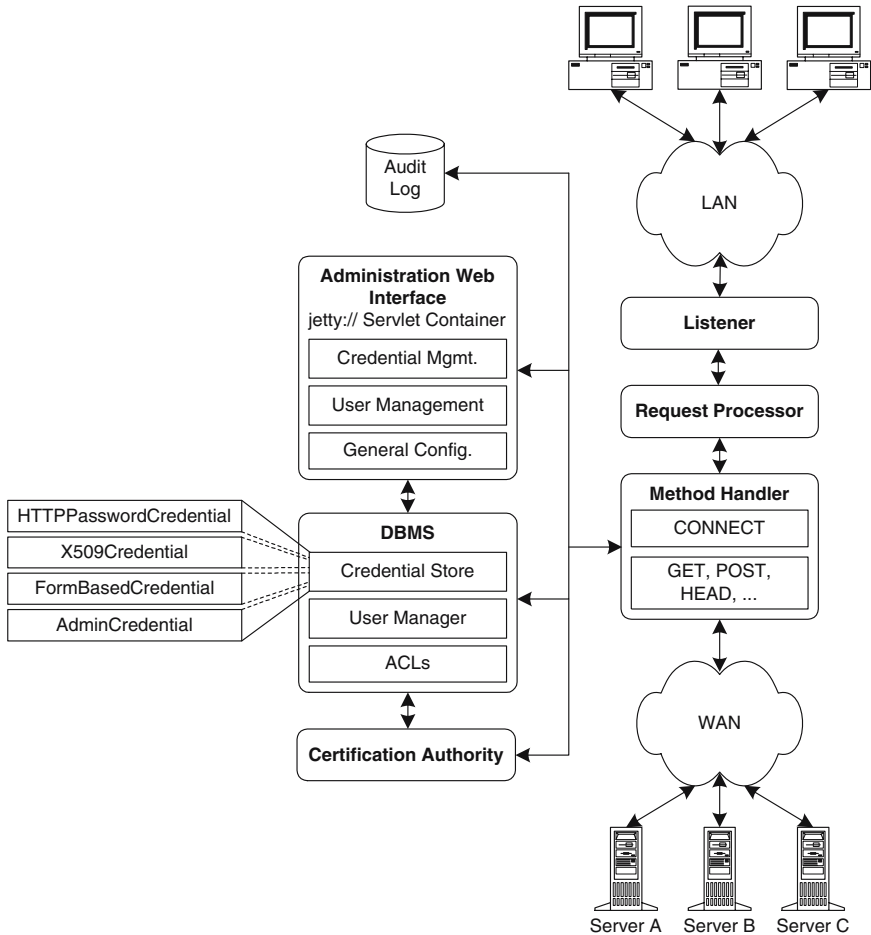 Audit
Log
LAN
Administration Web
Interface
jetty:// Servlet Container
Credential Mgmt.
User Management
General Config.
Listener
Request Processor
Method Handler
CONNECT
GET, POST,
HEAD, ...
HTTPPasswordCredential
X509Credential
FormBasedCredential
AdminCredential
DBMS
Credential Store
User Manager
ACLs
Certification Authority
WAN
Server A
Server B
Server C